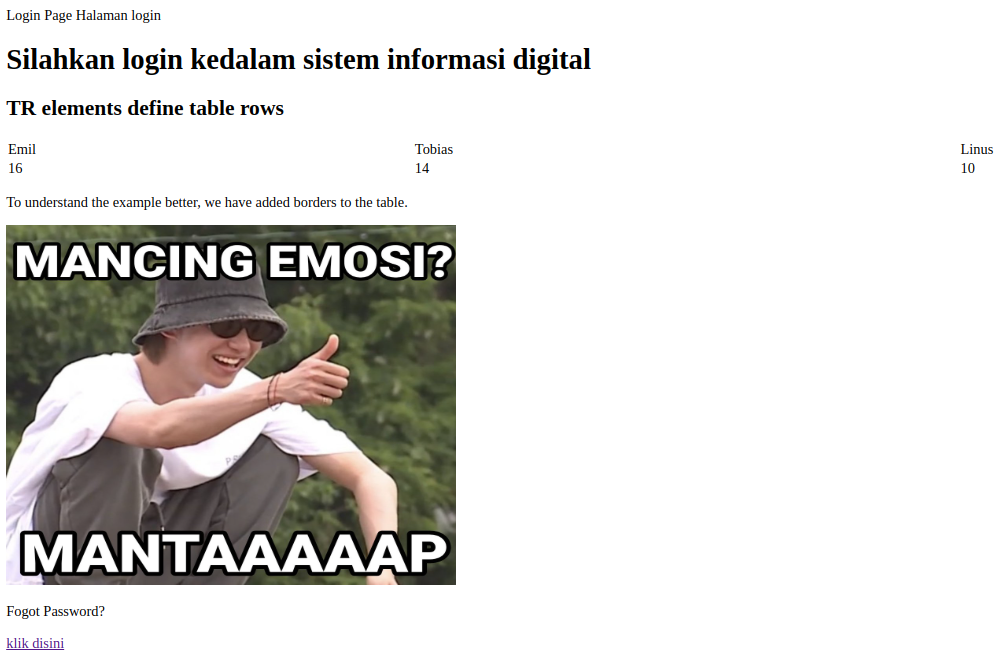 Login Page Halaman login
Silahkan login kedalam sistem informasi digital
TR elements define table rows
Emil Tobias Linus
16 14 10
To understand the example better, we have added borders to the table.
MANCING EMOSI?
MANTAAAAAP
Fogot Password?
klik disini